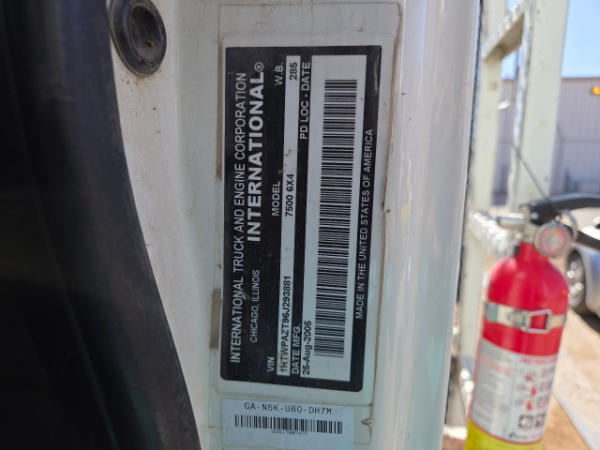 INTERNATIONAL TRUCK AND ENGINE CORPORATION
CHICAGO, ILLINOIS INTERNATIONAL®
MODEL W.B.
7500 6X4 285
VIN
1HTWPAZT96J293881
DATE MFG. PD LOC - DATE
25-Aug-2005
MADE IN THE UNITED STATES OF AMERICA
GA-N5K-U60-DH7M